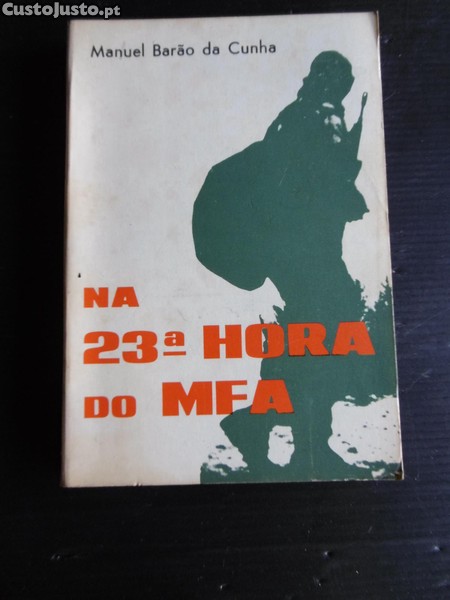 CustoJusto.pt
Manuel Barão da Cunha
NA
23ª HORA
DO MFA